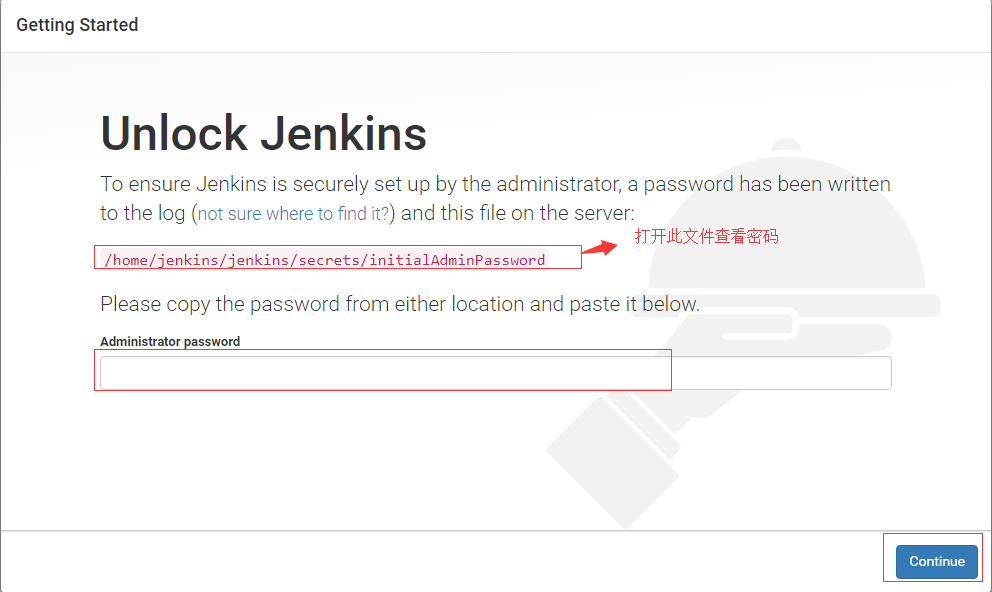 Getting Started
Unlock Jenkins
To ensure Jenkins is securely set up by the administrator, a password has been written
to the log (not sure where to find it?) and this file on the server:
打开此文件查看密码
/home/jenkins/jenkins/secrets/initialAdminPassword
Please copy the password from either location and paste it below.
Administrator password
Continue